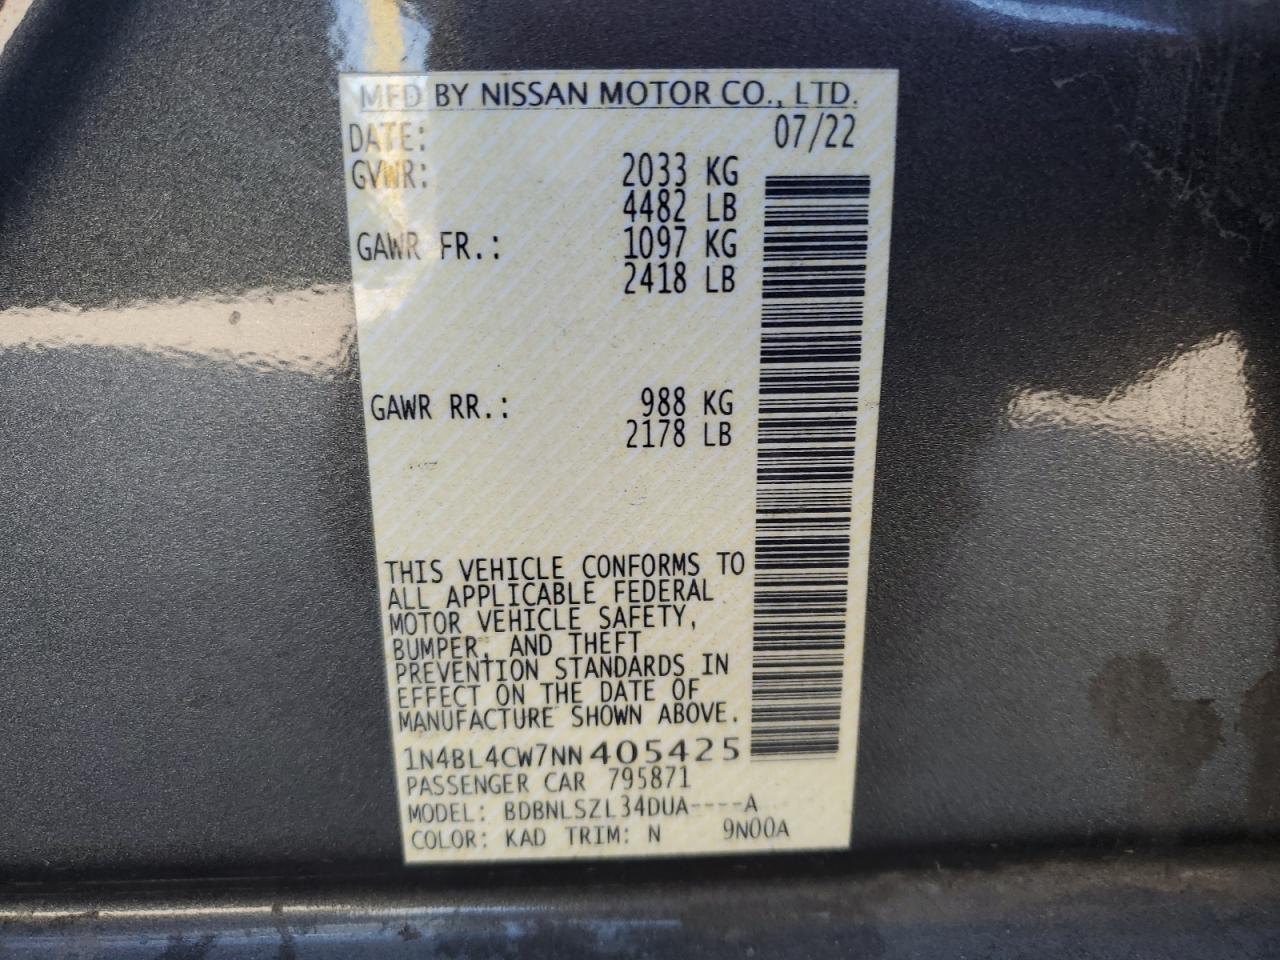 MFD BY NISSAN MOTOR CO., LTD.
DATE: 07/22
GVWR: 2033 KG
4482 LB
GAWR FR.: 1097 KG
2418 LB
GAWR RR.: 988 KG
2178 LB
THIS VEHICLE CONFORMS TO
ALL APPLICABLE FEDERAL
MOTOR VEHICLE SAFETY,
BUMPER, AND THEFT
PREVENTION STANDARDS IN
EFFECT ON THE DATE OF
MANUFACTURE SHOWN ABOVE.
1N4BL4CW7NN405425
PASSENGER CAR 795871
MODEL: BDBNLSZL34DUA----A
COLOR: KAD TRIM: N 9N00A